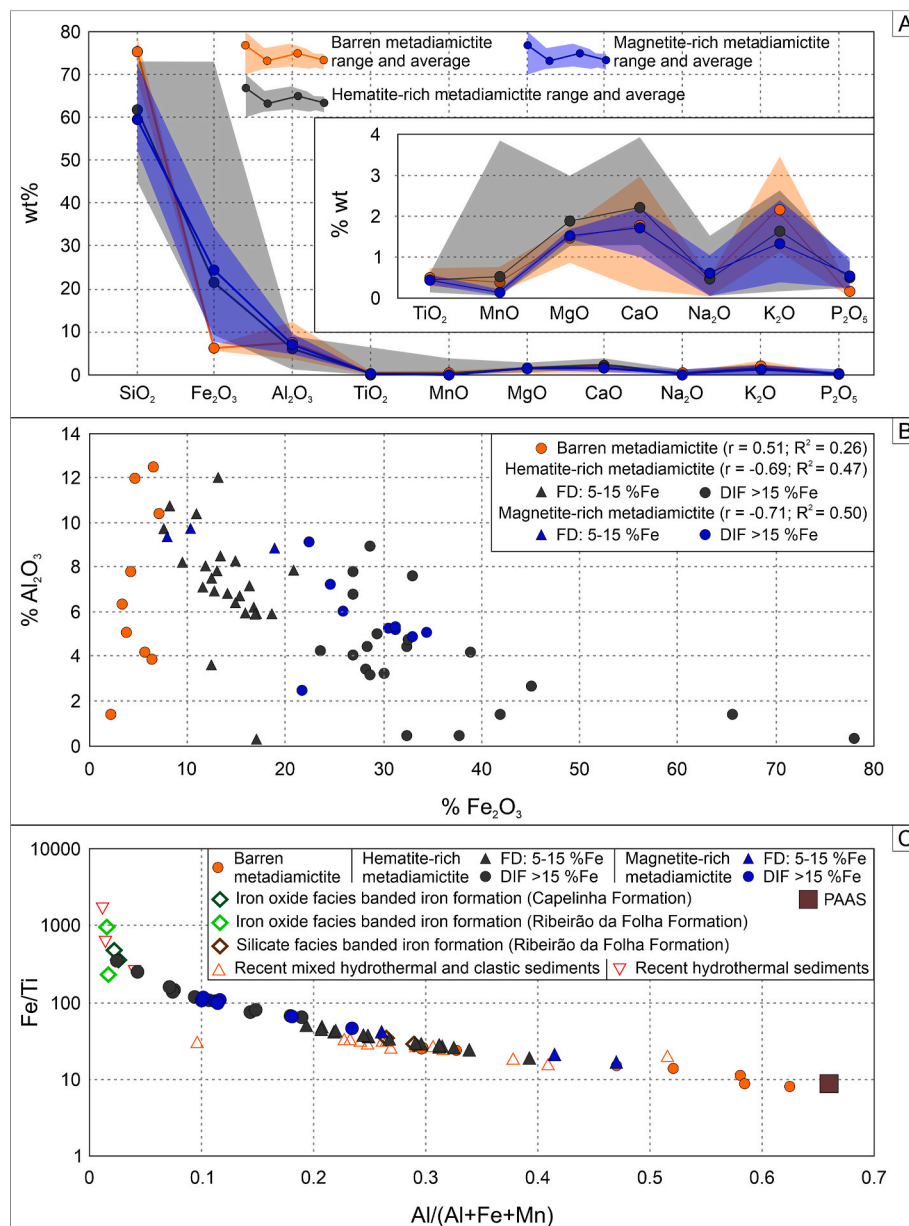 A
wt%
80
70
60
50
40
30
20
10
0
Barren metadiamictite
range and average
Magnetite-rich metadiamictite
range and average
Hematite-rich metadiamictite range and average
% wt
4
3
2
1
0
TiO₂ MnO MgO CaO Na₂O K₂O P₂O₅
SiO₂ Fe₂O₃ Al₂O₃ TiO₂ MnO MgO CaO Na₂O K₂O P₂O₅
B
% Al₂O₃
14
12
10
8
6
4
2
0
Barren metadiamictite (r = 0.51; R² = 0.26)
Hematite-rich metadiamictite (r = -0.69; R² = 0.47)
FD: 5-15 %Fe DIF >15 %Fe
Magnetite-rich metadiamictite (r = -0.71; R² = 0.50)
FD: 5-15 %Fe DIF >15 %Fe
0 10 20 30 40 50 60 70 80
% Fe₂O₃
C
Fe/Ti
10000
1000
100
10
1
Barren
metadiamictite
Hematite-rich
metadiamictite
FD: 5-15 %Fe
DIF >15 %Fe
Magnetite-rich
metadiamictite
FD: 5-15 %Fe
DIF >15 %Fe
Iron oxide facies banded iron formation (Capelinha Formation)
PAAS
Iron oxide facies banded iron formation (Ribeirão da Folha Formation)
Silicate facies banded iron formation (Ribeirão da Folha Formation)
Recent mixed hydrothermal and clastic sediments
Recent hydrothermal sediments
0 0.1 0.2 0.3 0.4 0.5 0.6 0.7
Al/(Al+Fe+Mn)